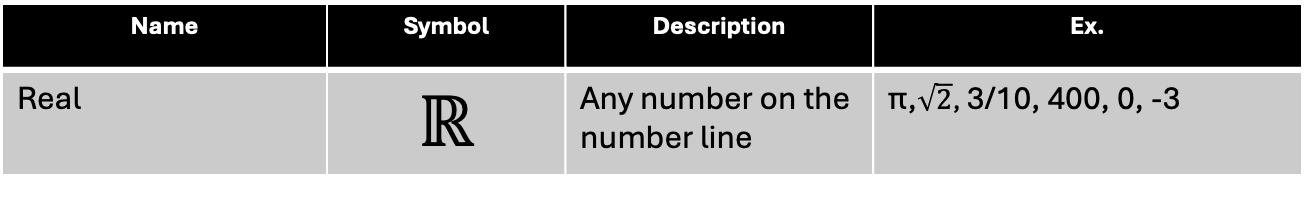 Name Symbol Description Ex.
Real ℝ Any number on the π,√2, 3/10, 400, 0, -3
number line